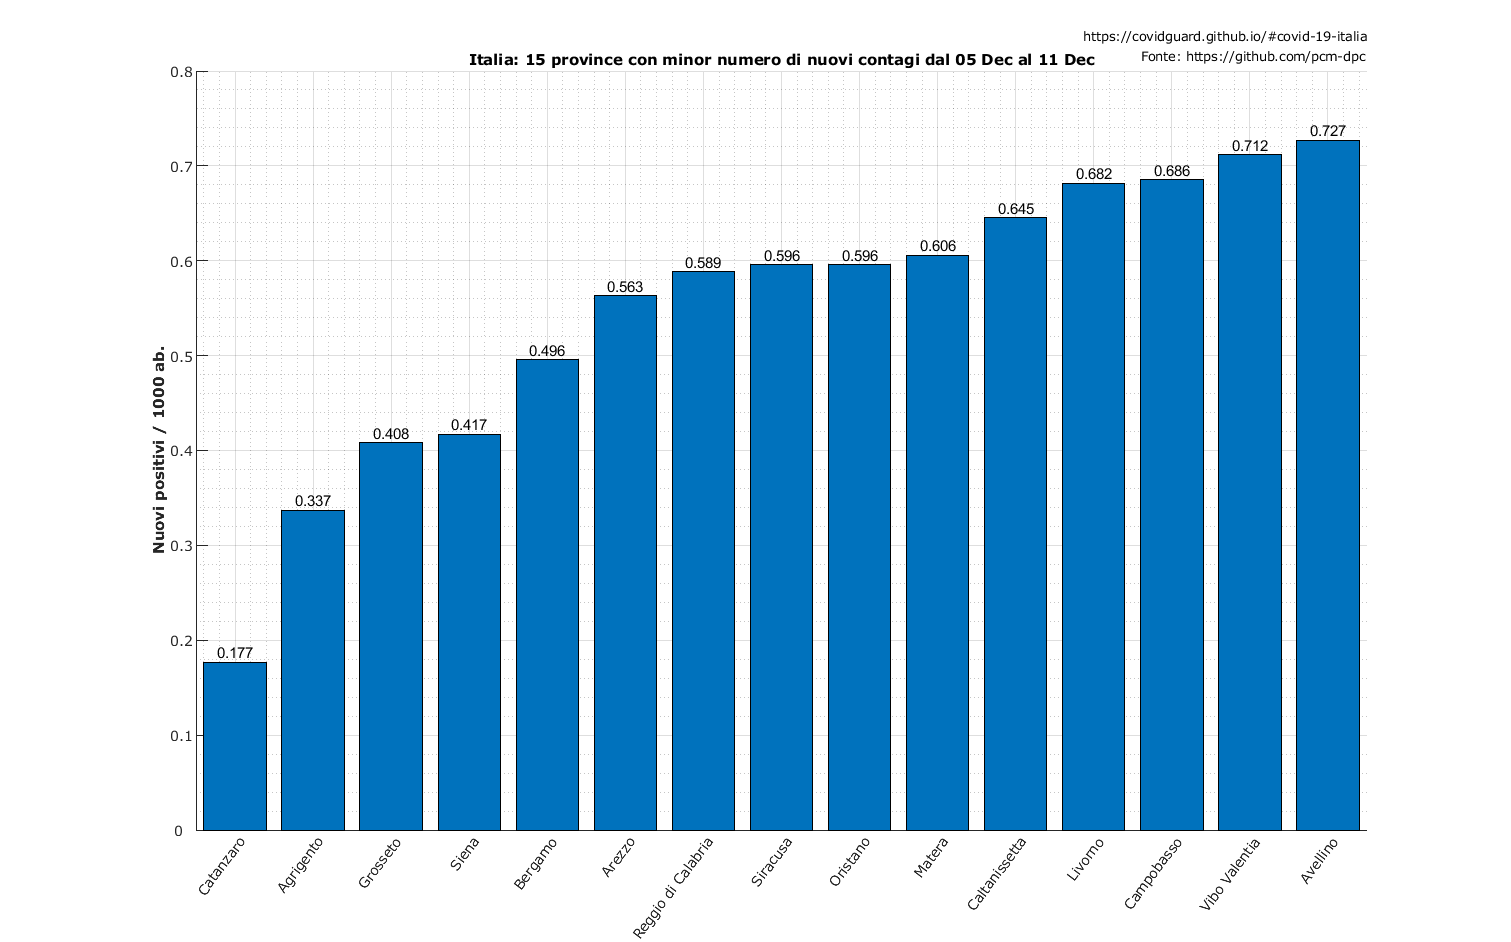 https://covidguard.github.io/#covid-19-italia
Fonte: https://github.com/pcm-dpc
Italia: 15 province con minor numero di nuovi contagi dal 05 Dec al 11 Dec
Nuovi positivi / 1000 ab.
0.8
0.7
0.6
0.5
0.4
0.3
0.2
0.1
0
0.177
0.337
0.408
0.417
0.496
0.563
0.589
0.596
0.596
0.606
0.645
0.682
0.686
0.712
0.727
Catanzaro
Agrigento
Grosseto
Siena
Bergamo
Arezzo
Reggio di Calabria
Siracusa
Oristano
Matera
Caltanissetta
Livorno
Campobasso
Vibo Valentia
Avellino